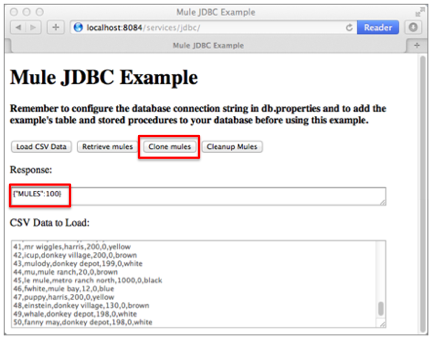 Mule JDBC Example
localhost:8084/services/jdbc/
Reader
Mule JDBC Example
Mule JDBC Example
Remember to configure the database connection string in db.properties and to add the
example's table and stored procedures to your database before using this example.
Load CSV Data Retrieve mules Clone mules Cleanup Mules
Response:
{"MULES":100}
CSV Data to Load:
41,mr wiggles,harris,200,0,yellow
42,icup,donkey village,200,0,brown
43,mulody,donkey depot,199,0,white
44,mu,mule ranch,20,0,brown
45,le mule,metro ranch north,1000,0,black
46,fwhite,mule bay,12,0,blue
47,puppy,harris,200,0,yellow
48,einstein,donkey village,130,0,brown
49,whale,donkey depot,198,0,white
50,fanny may,donkey depot,198,0,white